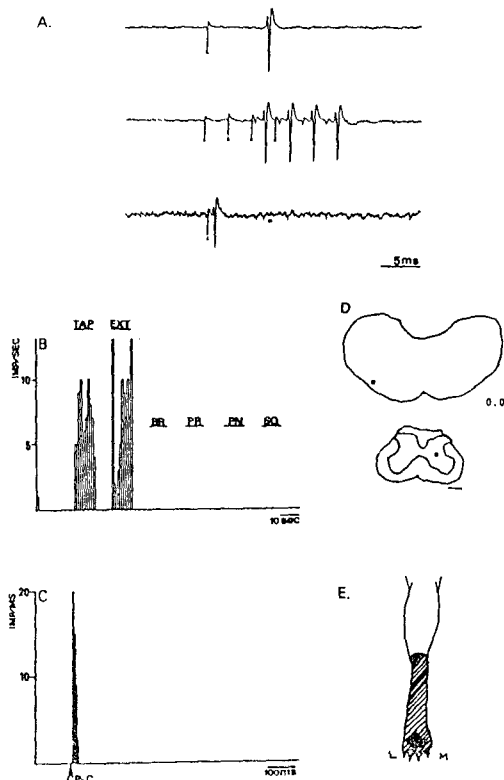 A.
5ms
TAP EXT
B
IMP/SEC
10
5
BR PR PN SQ
10 SEC
D
0.0
C
IMP/MS
20
10
100MS
E.
L M